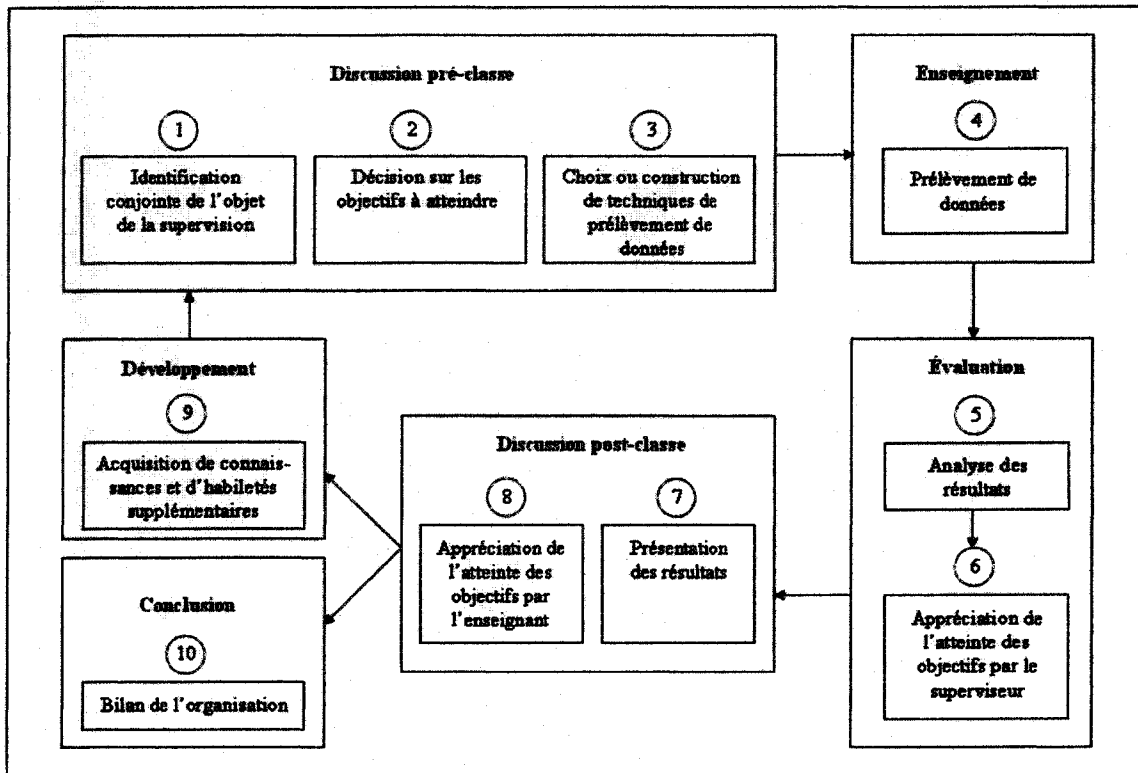 Discussion pré-classe
1
Identification
conjointe de l'objet
de la supervision
2
Décision sur les
objectifs à atteindre
3
Choix ou construction
de techniques de
prélèvement de
données
Enseignement
4
Prélèvement de
données
Évaluation
5
Analyse des
résultats
6
Appréciation de
l'atteinte des
objectifs par le
superviseur
Discussion post-classe
8
Appréciation de
l'atteinte des
objectifs par
l'enseignant
7
Présentation
des résultats
Développement
9
Acquisition de connais-
sances et d'habiletés
supplémentaires
Conclusion
10
Bilan de l'organisation